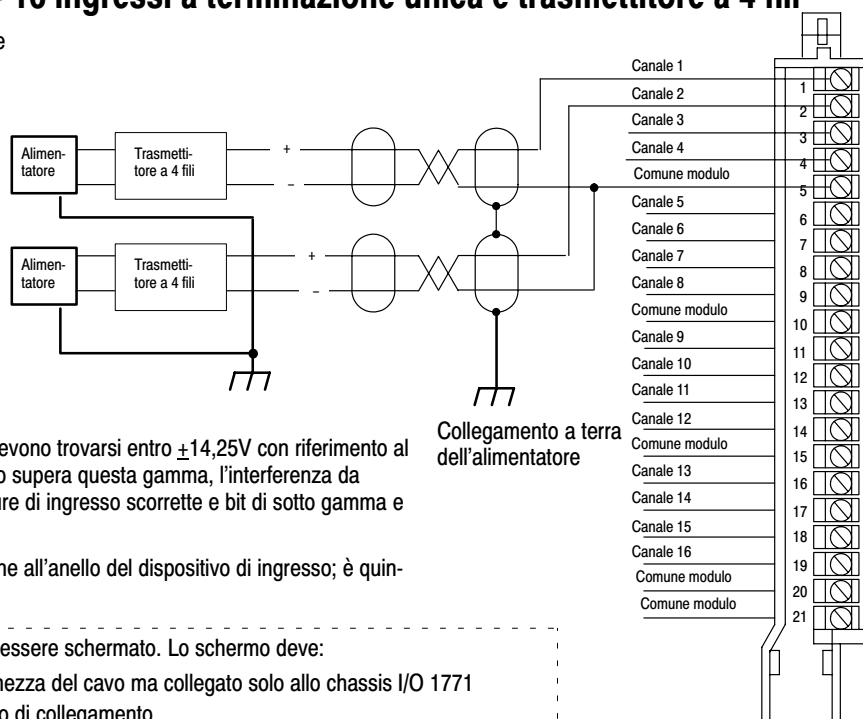 16 ingressi a terminazione unica e trasmettitore a 4 fili
e
Canale 1
Canale 2
Canale 3
Canale 4
Comune modulo
Canale 5
Canale 6
Canale 7
Canale 8
Comune modulo
Canale 9
Canale 10
Canale 11
Canale 12
Comune modulo
Canale 13
Canale 14
Canale 15
Canale 16
Comune modulo
Comune modulo
1
2
3
4
5
6
7
8
9
10
11
12
13
14
15
16
17
18
19
20
21
Alimen-
tatore
Trasmetti-
tore a 4 fili
+
–
Alimen-
tatore
Trasmetti-
tore a 4 fili
+
–
Collegamento a terra
dell'alimentatore
evono trovarsi entro ±14,25V con riferimento al
o supera questa gamma, l'interferenza da
ure di ingresso scorrette e bit di sotto gamma e
ne all'anello del dispositivo di ingresso; è quin-
essere schermato. Lo schermo deve:
hezza del cavo ma collegato solo allo chassis I/O 1771
o di collegamento